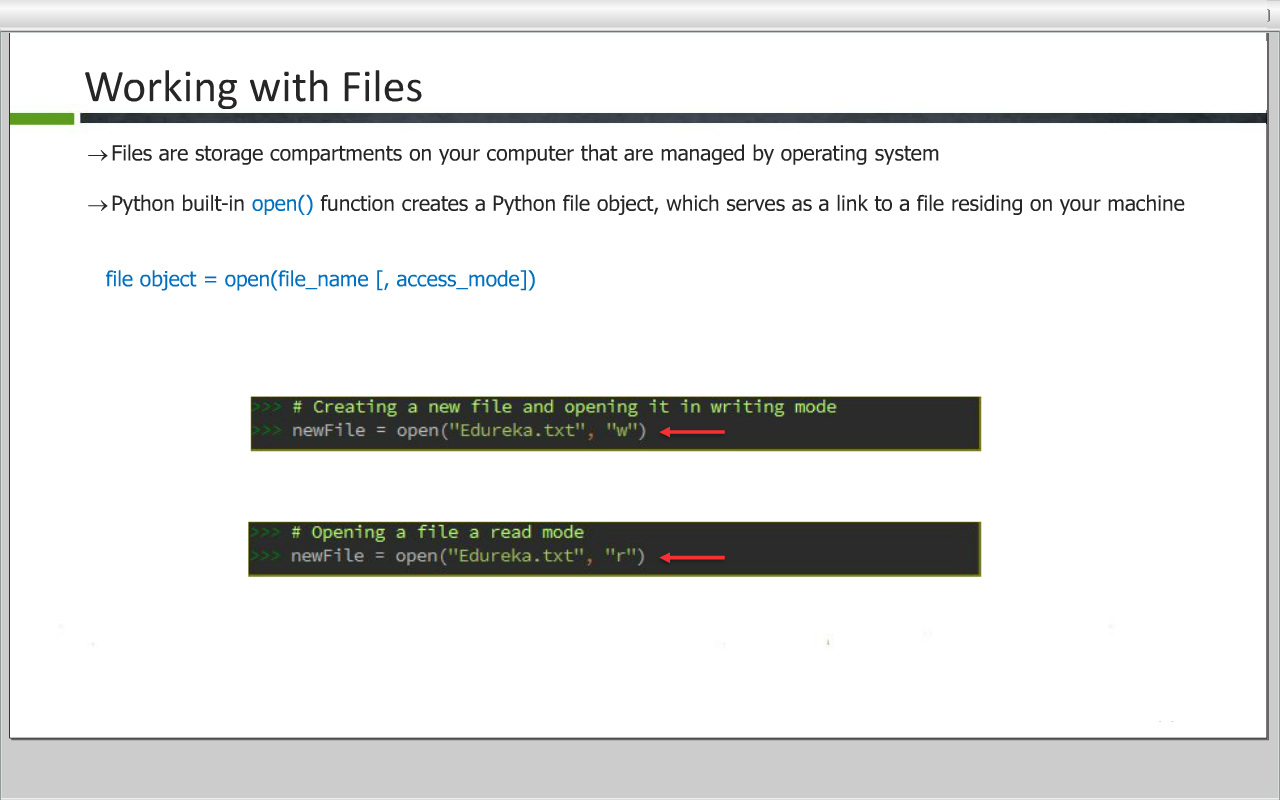 Working with Files
→Files are storage compartments on your computer that are managed by operating system
→Python built-in open() function creates a Python file object, which serves as a link to a file residing on your machine
file object = open(file_name [, access_mode])
>>> # Creating a new file and opening it in writing mode
>>> newFile = open("Edureka.txt", "w")
>>> # Opening a file a read mode
>>> newFile = open("Edureka.txt", "r")